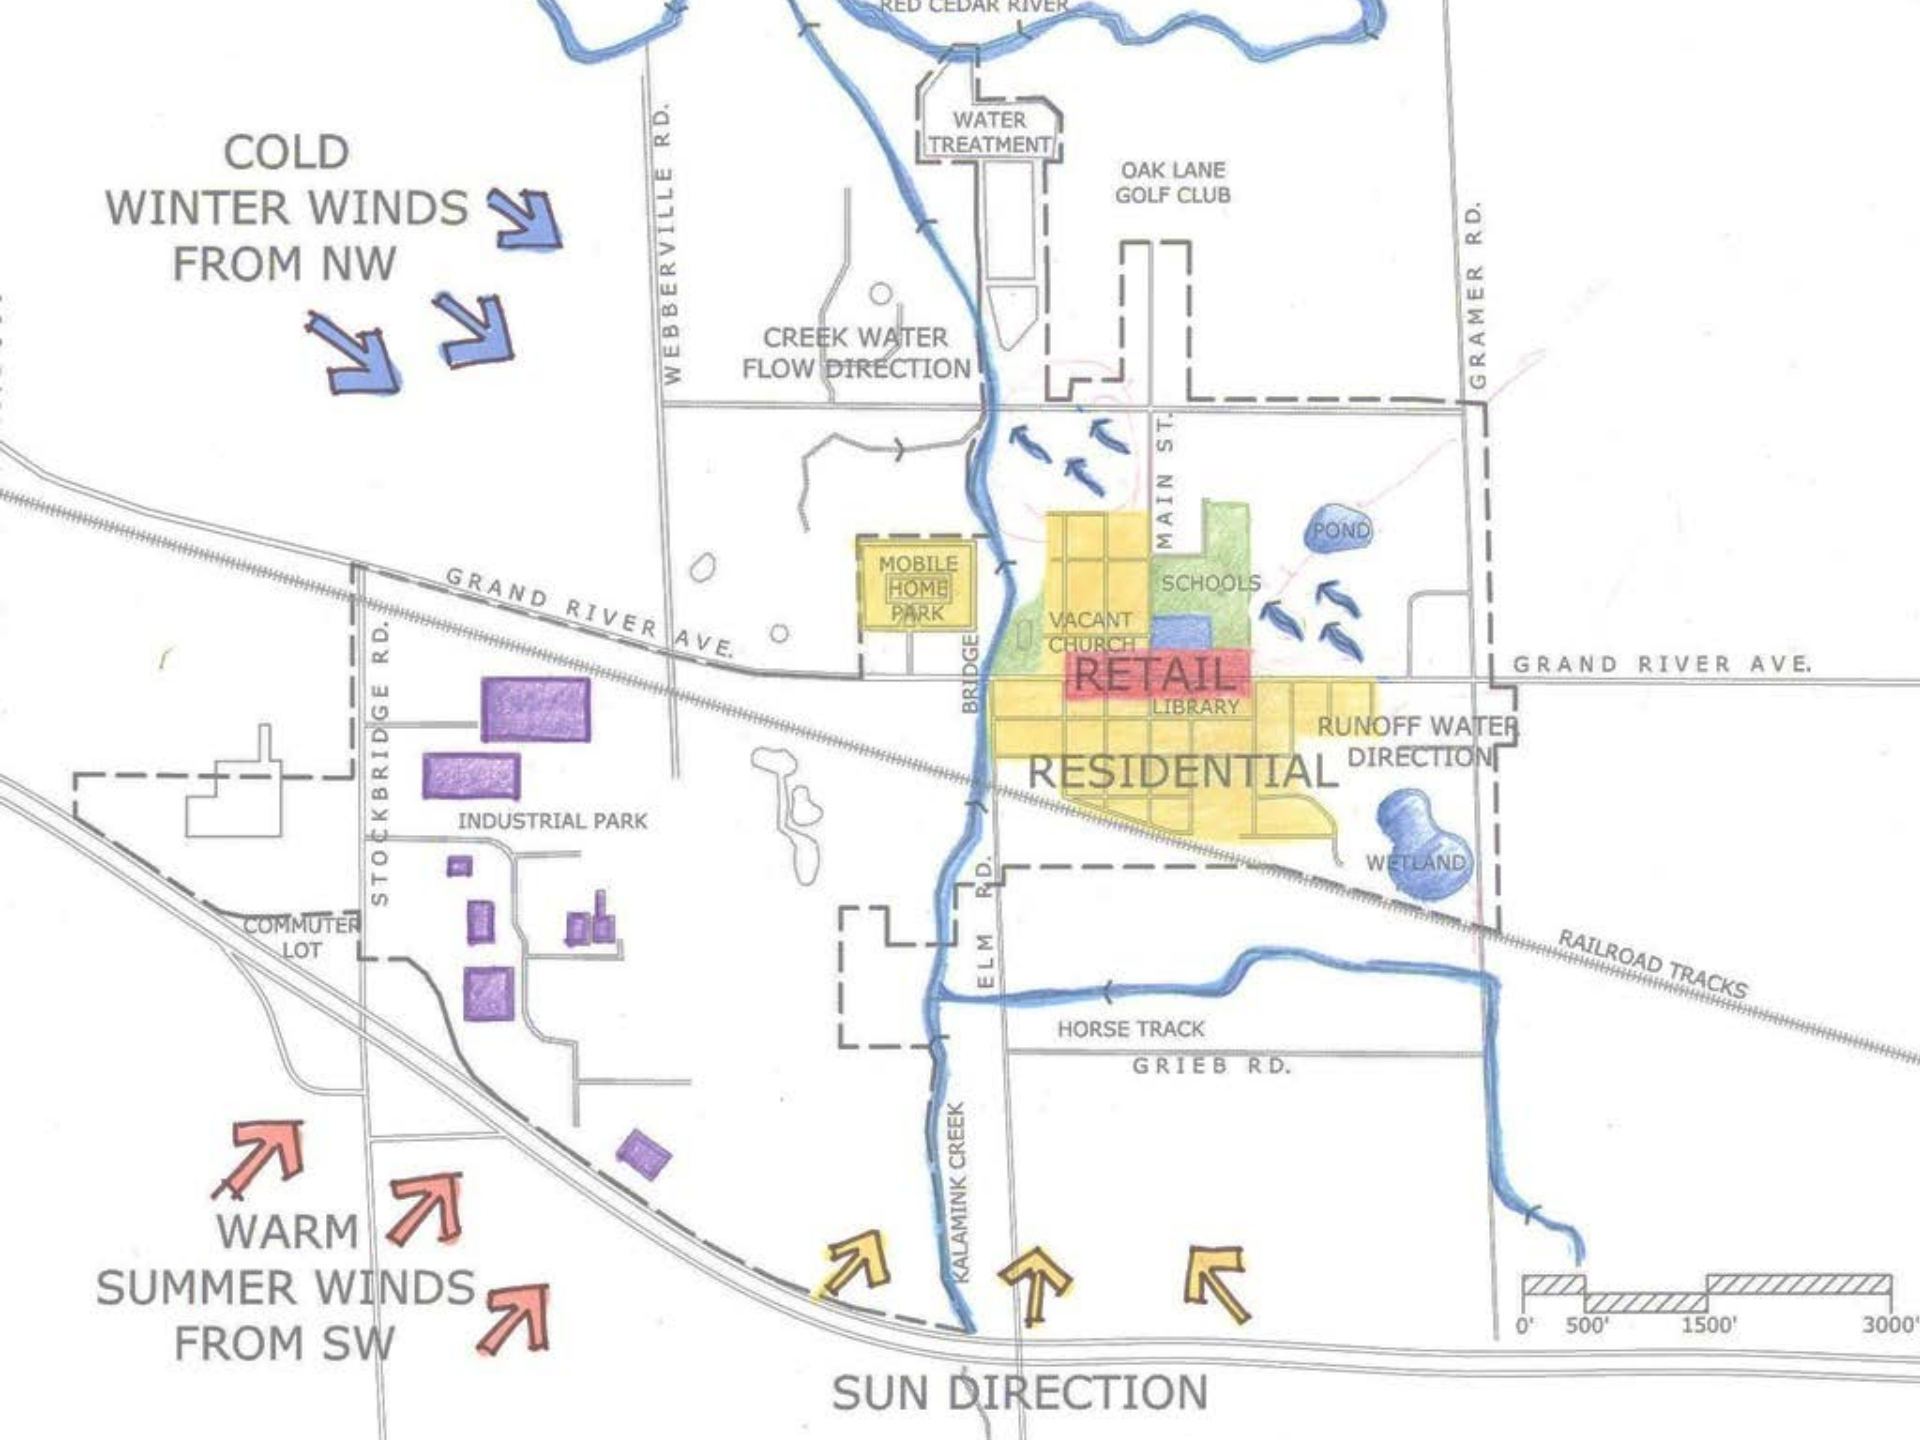 RED CEDAR RIVER
COLD
WINTER WINDS
FROM NW
WEBBERVILLE RD.
WATER
TREATMENT
OAK LANE
GOLF CLUB
GRAMER RD.
CREEK WATER
FLOW DIRECTION
MAIN ST.
POND
GRAND RIVER AVE.
MOBILE
HOME
PARK
SCHOOLS
VACANT
CHURCH
BRIDGE
RETAIL
LIBRARY
GRAND RIVER AVE.
RUNOFF WATER
DIRECTION
RESIDENTIAL
STOCKBRIDGE RD.
INDUSTRIAL PARK
WETLAND
ELM RD.
COMMUTER
LOT
RAILROAD TRACKS
HORSE TRACK
GRIEB RD.
KALAMINK CREEK
WARM
SUMMER WINDS
FROM SW
0' 500' 1500' 3000'
SUN DIRECTION